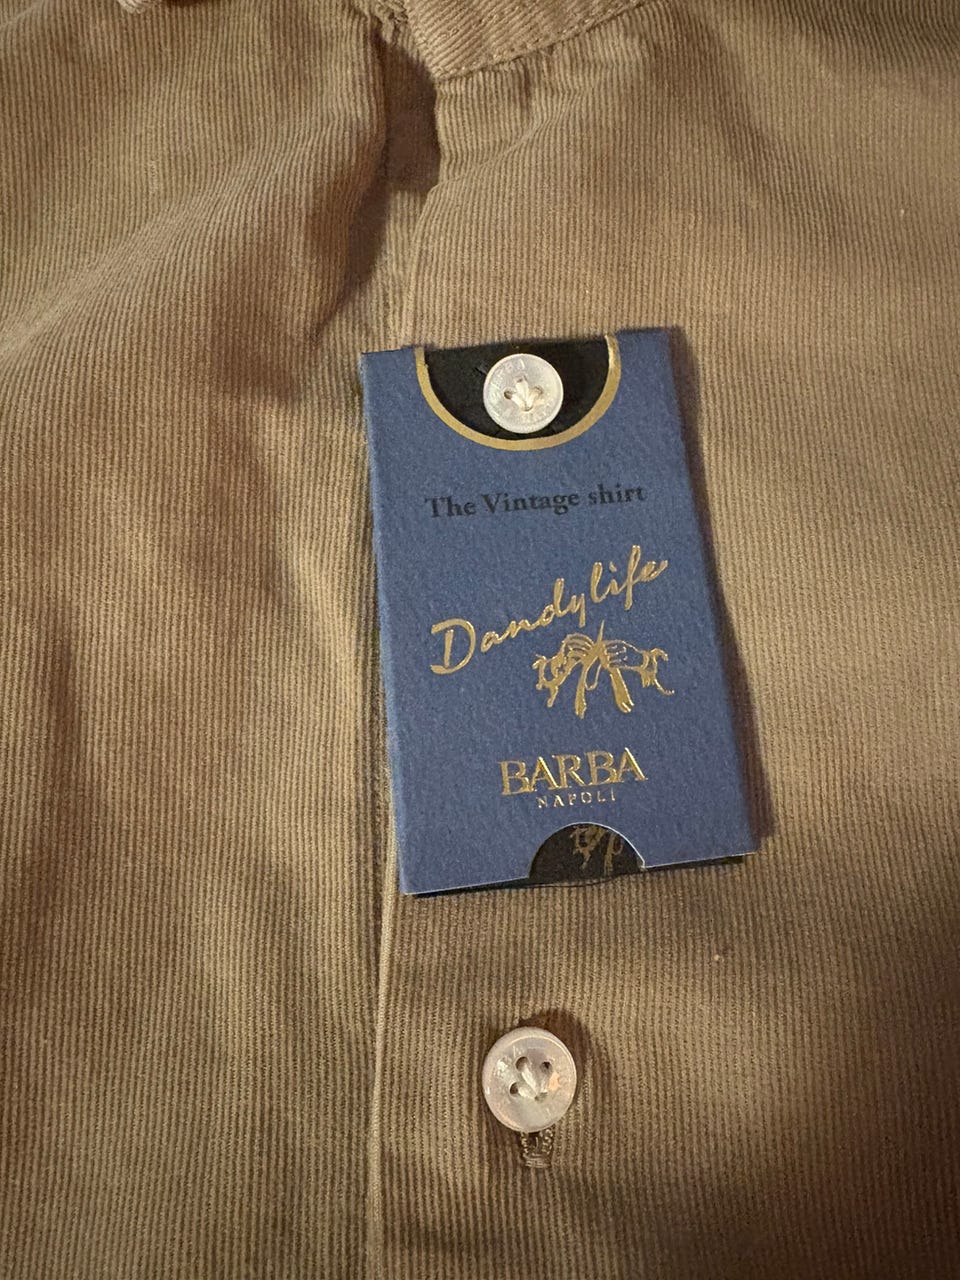 The Vintage shirt
Dandylife
BARBA
NAPOLI